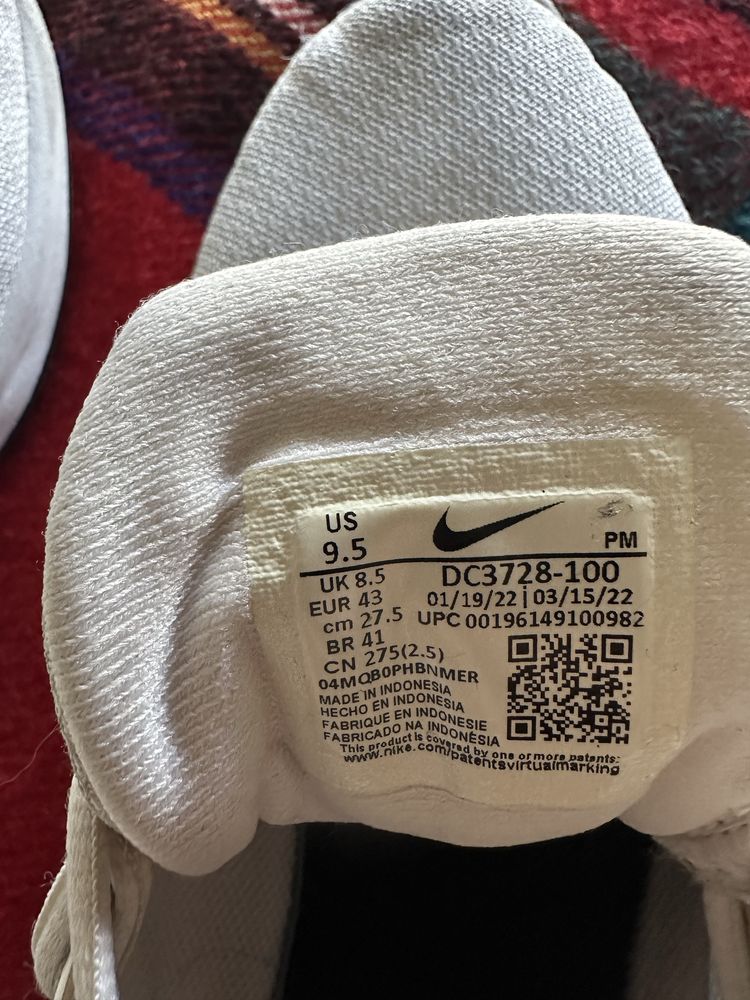 US
9.5
PM
UK 8.5
EUR 43
cm 27.5
BR 41
CN 275(2.5)
DC3728-100
01/19/22 | 03/15/22
UPC 00196149100982
04MQB0PHBNMER
MADE IN INDONESIA
HECHO EN INDONESIA
FABRIQUE EN INDONESIE
FABRICADO NA INDONÉSIA
This product is covered by one or more patents:
www.nike.com/patentsvirtualmarking